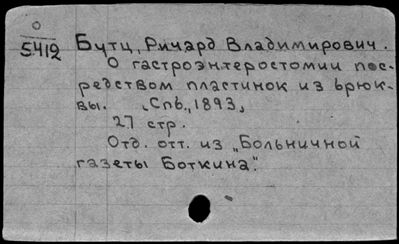 О
5412
Бутц, Ричард Владимирович.
О гастроэнтеростомии пос-
редством пластинок из брюк-
вы. [Спб., 1893]
27 стр.
Отд. отт. из „Больничной
газеты Боткина".